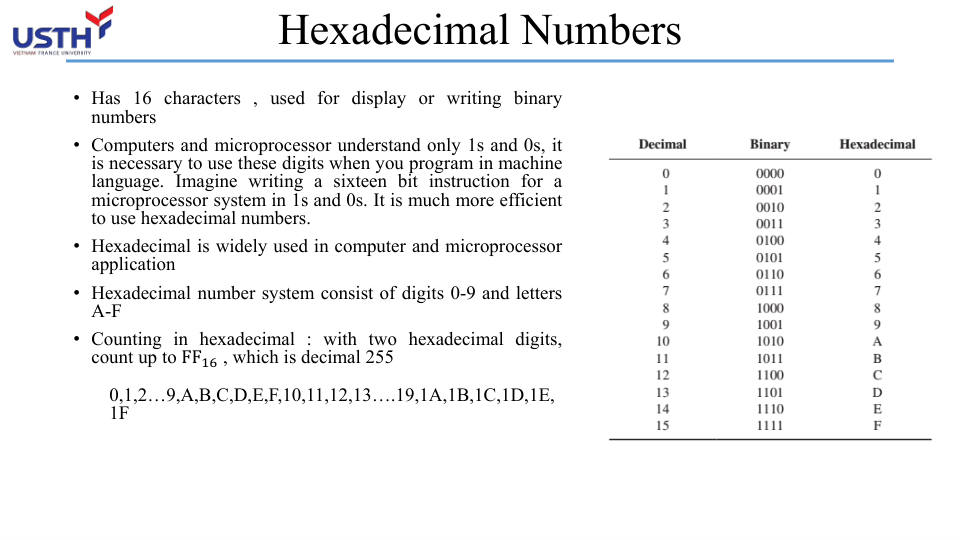 USTH
VIETNAM FRANCE UNIVERSITY
Hexadecimal Numbers
• Has 16 characters , used for display or writing binary
numbers
• Computers and microprocessor understand only 1s and 0s, it
is necessary to use these digits when you program in machine
language. Imagine writing a sixteen bit instruction for a
microprocessor system in 1s and 0s. It is much more efficient
to use hexadecimal numbers.
• Hexadecimal is widely used in computer and microprocessor
application
• Hexadecimal number system consist of digits 0-9 and letters
A-F
• Counting in hexadecimal : with two hexadecimal digits,
count up to FF₁₆ , which is decimal 255
0,1,2…9,A,B,C,D,E,F,10,11,12,13….19,1A,1B,1C,1D,1E,
1F
Decimal Binary Hexadecimal
0 0000 0
1 0001 1
2 0010 2
3 0011 3
4 0100 4
5 0101 5
6 0110 6
7 0111 7
8 1000 8
9 1001 9
10 1010 A
11 1011 B
12 1100 C
13 1101 D
14 1110 E
15 1111 F